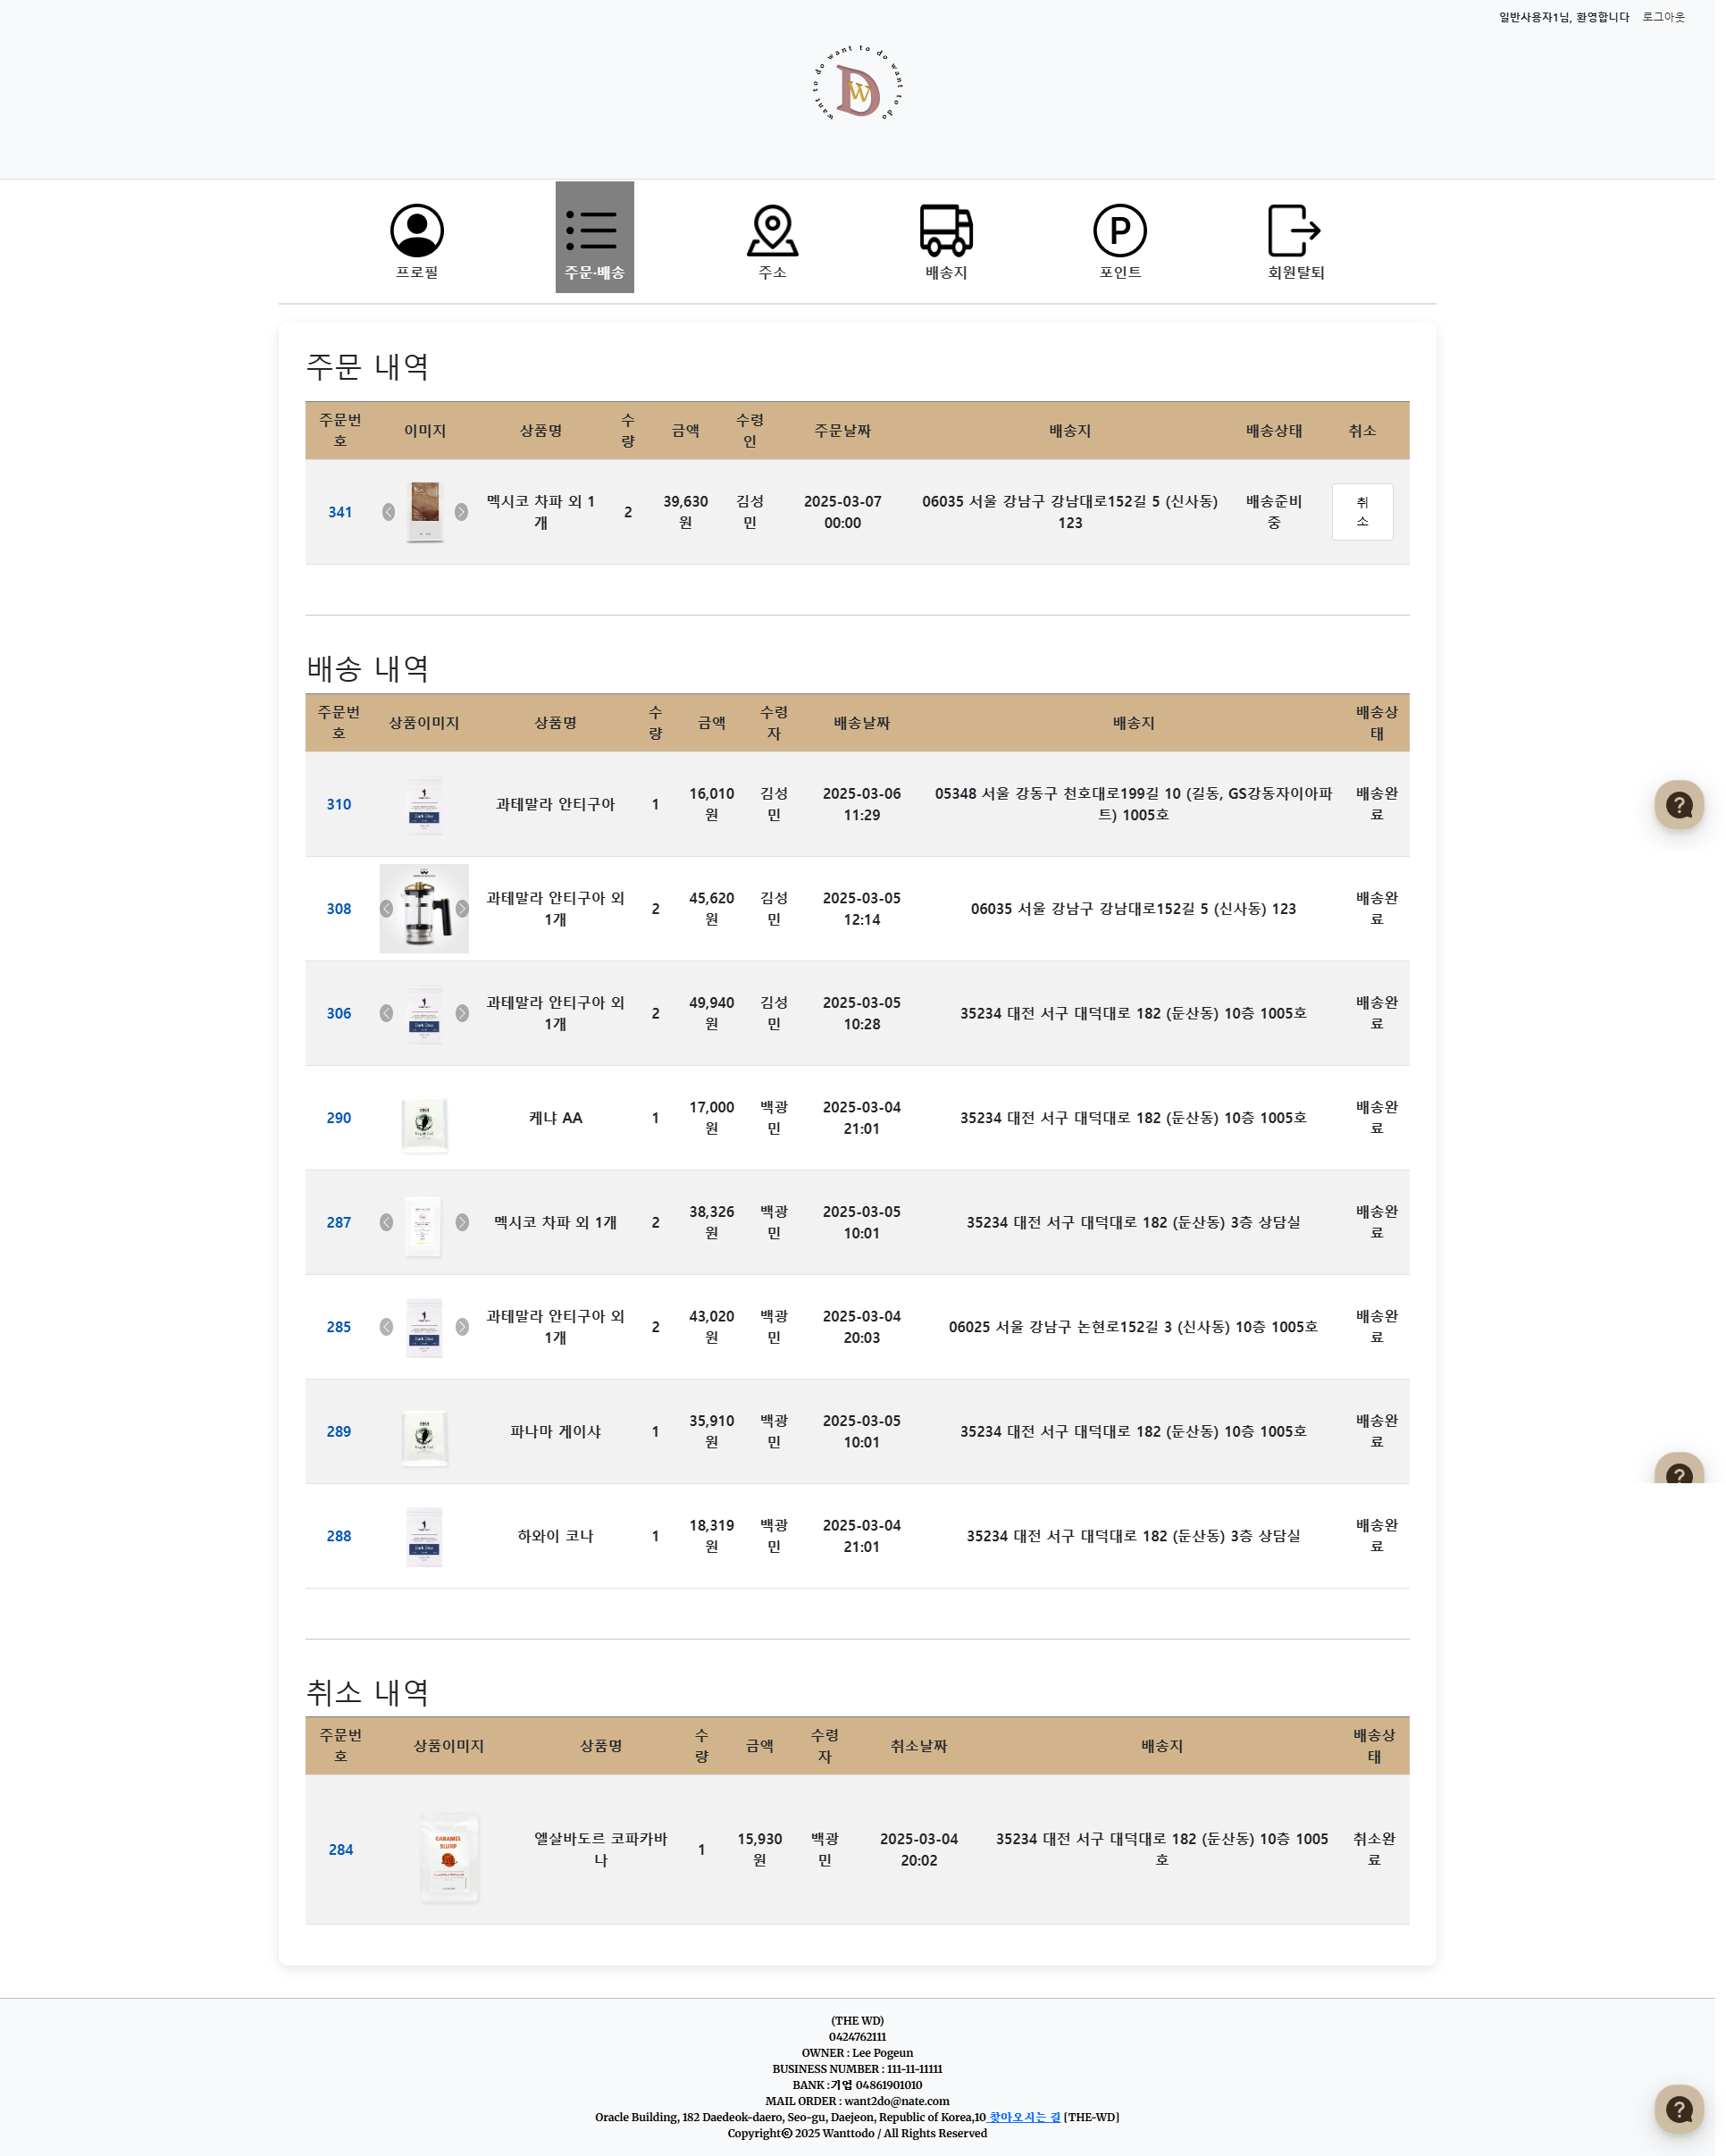 일반사용자1님, 환영합니다 로그아웃
want to do want to do want to do
D W
프로필 주문·배송 주소 배송지 P 포인트 회원탈퇴
주문 내역
주문번호 이미지 상품명 수량 금액 수령인 주문날짜 배송지 배송상태 취소
341 멕시코 차파 외 1개 2 39,630원 김성민 2025-03-07 00:00 06035 서울 강남구 강남대로152길 5 (신사동) 123 배송준비중 취소
배송 내역
주문번호 상품이미지 상품명 수량 금액 수령자 배송날짜 배송지 배송상태
310 과테말라 안티구아 1 16,010원 김성민 2025-03-06 11:29 05348 서울 강동구 천호대로199길 10 (길동, GS강동자이아파트) 1005호 배송완료
308 과테말라 안티구아 외 1개 2 45,620원 김성민 2025-03-05 12:14 06035 서울 강남구 강남대로152길 5 (신사동) 123 배송완료
306 과테말라 안티구아 외 1개 2 49,940원 김성민 2025-03-05 10:28 35234 대전 서구 대덕대로 182 (둔산동) 10층 1005호 배송완료
290 케냐 AA 1 17,000원 백광민 2025-03-04 21:01 35234 대전 서구 대덕대로 182 (둔산동) 10층 1005호 배송완료
287 멕시코 차파 외 1개 2 38,326원 백광민 2025-03-05 10:01 35234 대전 서구 대덕대로 182 (둔산동) 3층 상담실 배송완료
285 과테말라 안티구아 외 1개 2 43,020원 백광민 2025-03-04 20:03 06025 서울 강남구 논현로152길 3 (신사동) 10층 1005호 배송완료
289 파나마 게이샤 1 35,910원 백광민 2025-03-05 10:01 35234 대전 서구 대덕대로 182 (둔산동) 10층 1005호 배송완료
288 하와이 코나 1 18,319원 백광민 2025-03-04 21:01 35234 대전 서구 대덕대로 182 (둔산동) 3층 상담실 배송완료
취소 내역
주문번호 상품이미지 상품명 수량 금액 수령자 취소날짜 배송지 배송상태
284 CARAMEL SLURP 엘살바도르 코파카바나 1 15,930원 백광민 2025-03-04 20:02 35234 대전 서구 대덕대로 182 (둔산동) 10층 1005호 취소완료
(THE WD)
0424762111
OWNER : Lee Pogeun
BUSINESS NUMBER : 111-11-11111
BANK :기업 04861901010
MAIL ORDER : want2do@nate.com
Oracle Building, 182 Daedeok-daero, Seo-gu, Daejeon, Republic of Korea,10 찾아오시는 길 [THE-WD]
Copyright© 2025 Wanttodo / All Rights Reserved